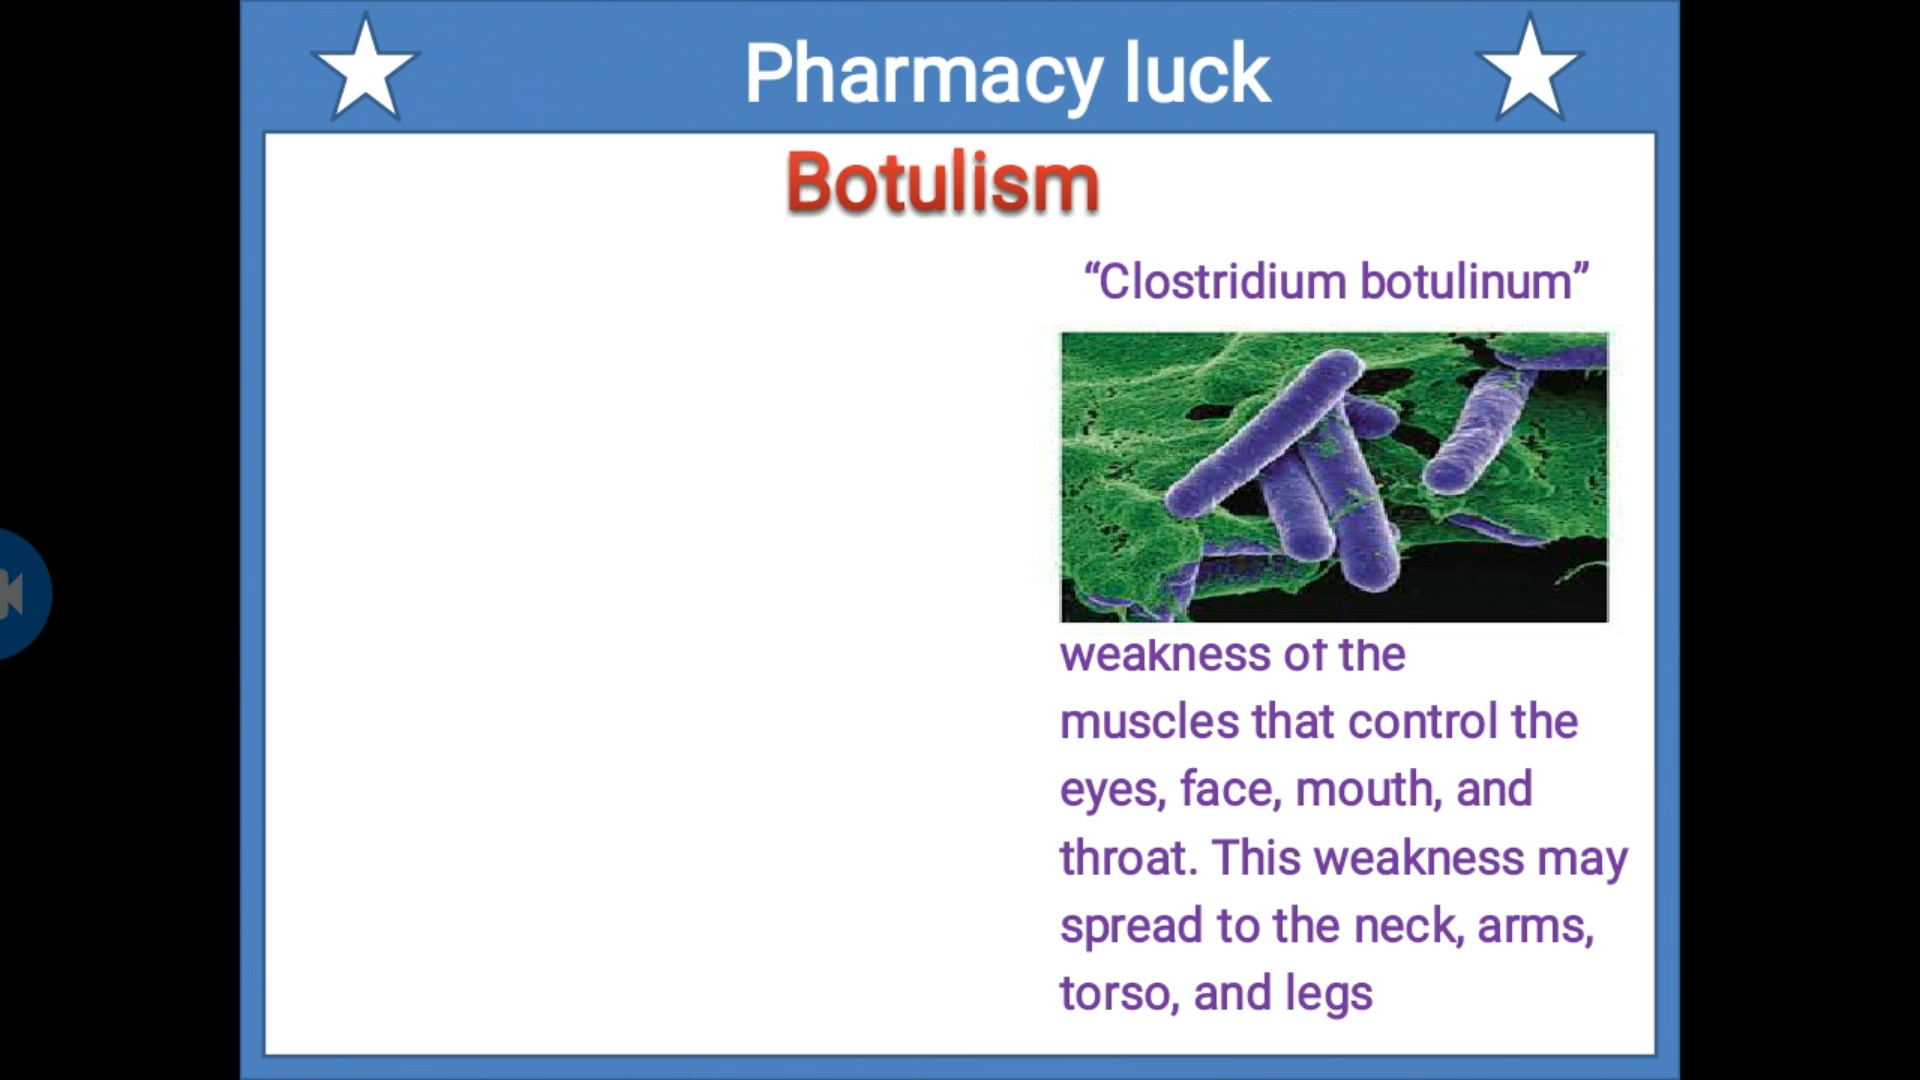 Pharmacy luck
Botulism
“Clostridium botulinum”
weakness of the
muscles that control the
eyes, face, mouth, and
throat. This weakness may
spread to the neck, arms,
torso, and legs